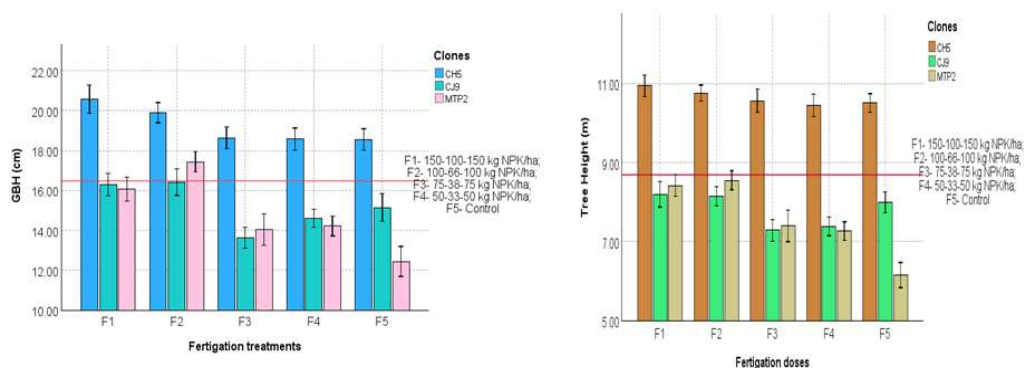 Clones
CH5
CJ9
MTP2
GBH (cm)
22.00
20.00
18.00
16.00
14.00
12.00
10.00
F1- 150-100-150 kg NPK/ha;
F2- 100-66-100 kg NPK/ha;
F3- 75-38-75 kg NPK/ha;
F4- 50-33-50 kg NPK/ha;
F5- Control
F1 F2 F3 F4 F5
Fertigation treatments
Clones
CH5
CJ9
MTP2
Tree Height (m)
11.00
9.00
7.00
5.00
F1- 150-100-150 kg NPK/ha;
F2- 100-66-100 kg NPK/ha;
F3- 75-38-75 kg NPK/ha;
F4- 50-33-50 kg NPK/ha;
F5- Control
F1 F2 F3 F4 F5
Fertigation doses